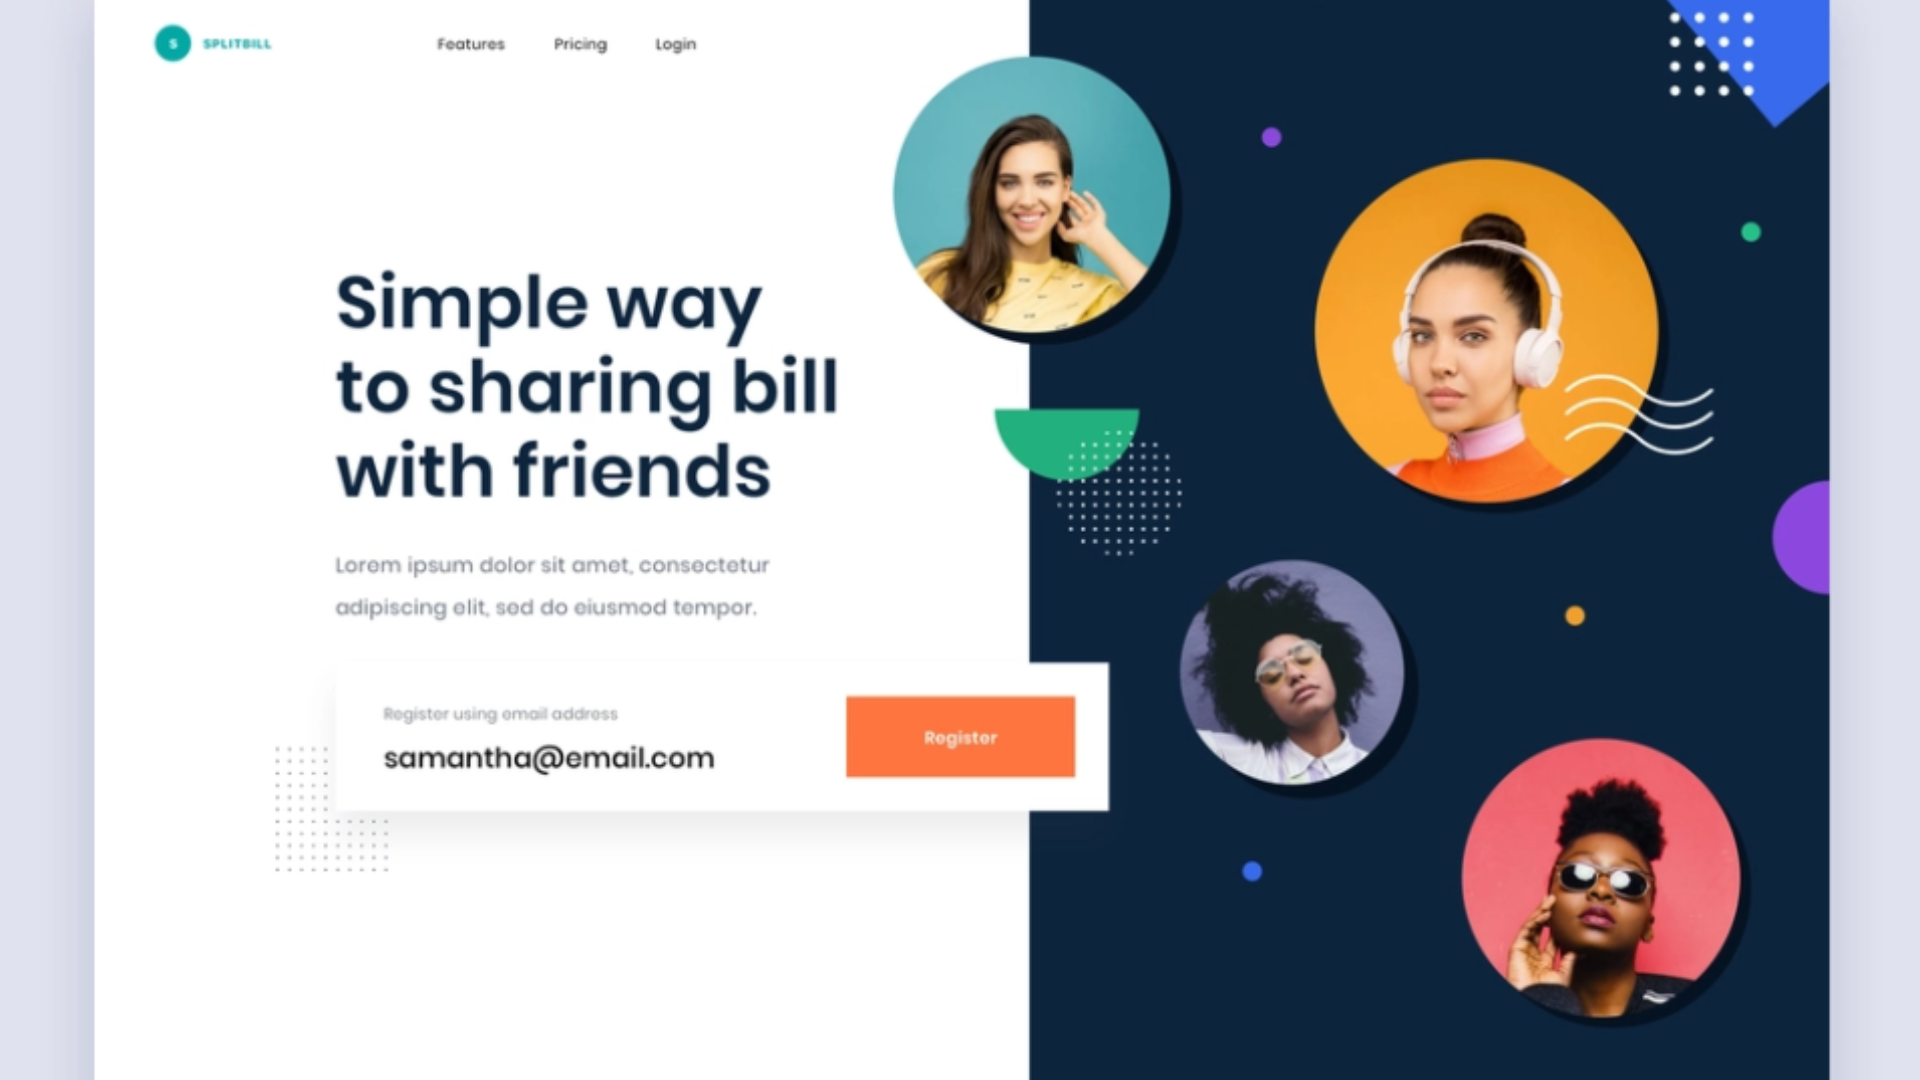 S
SPLITBILL
Features
Pricing
Login
Simple way
to sharing bill
with friends
Lorem ipsum dolor sit amet, consectetur
adipiscing elit, sed do eiusmod tempor.
Register using email address
samantha@email.com
Register